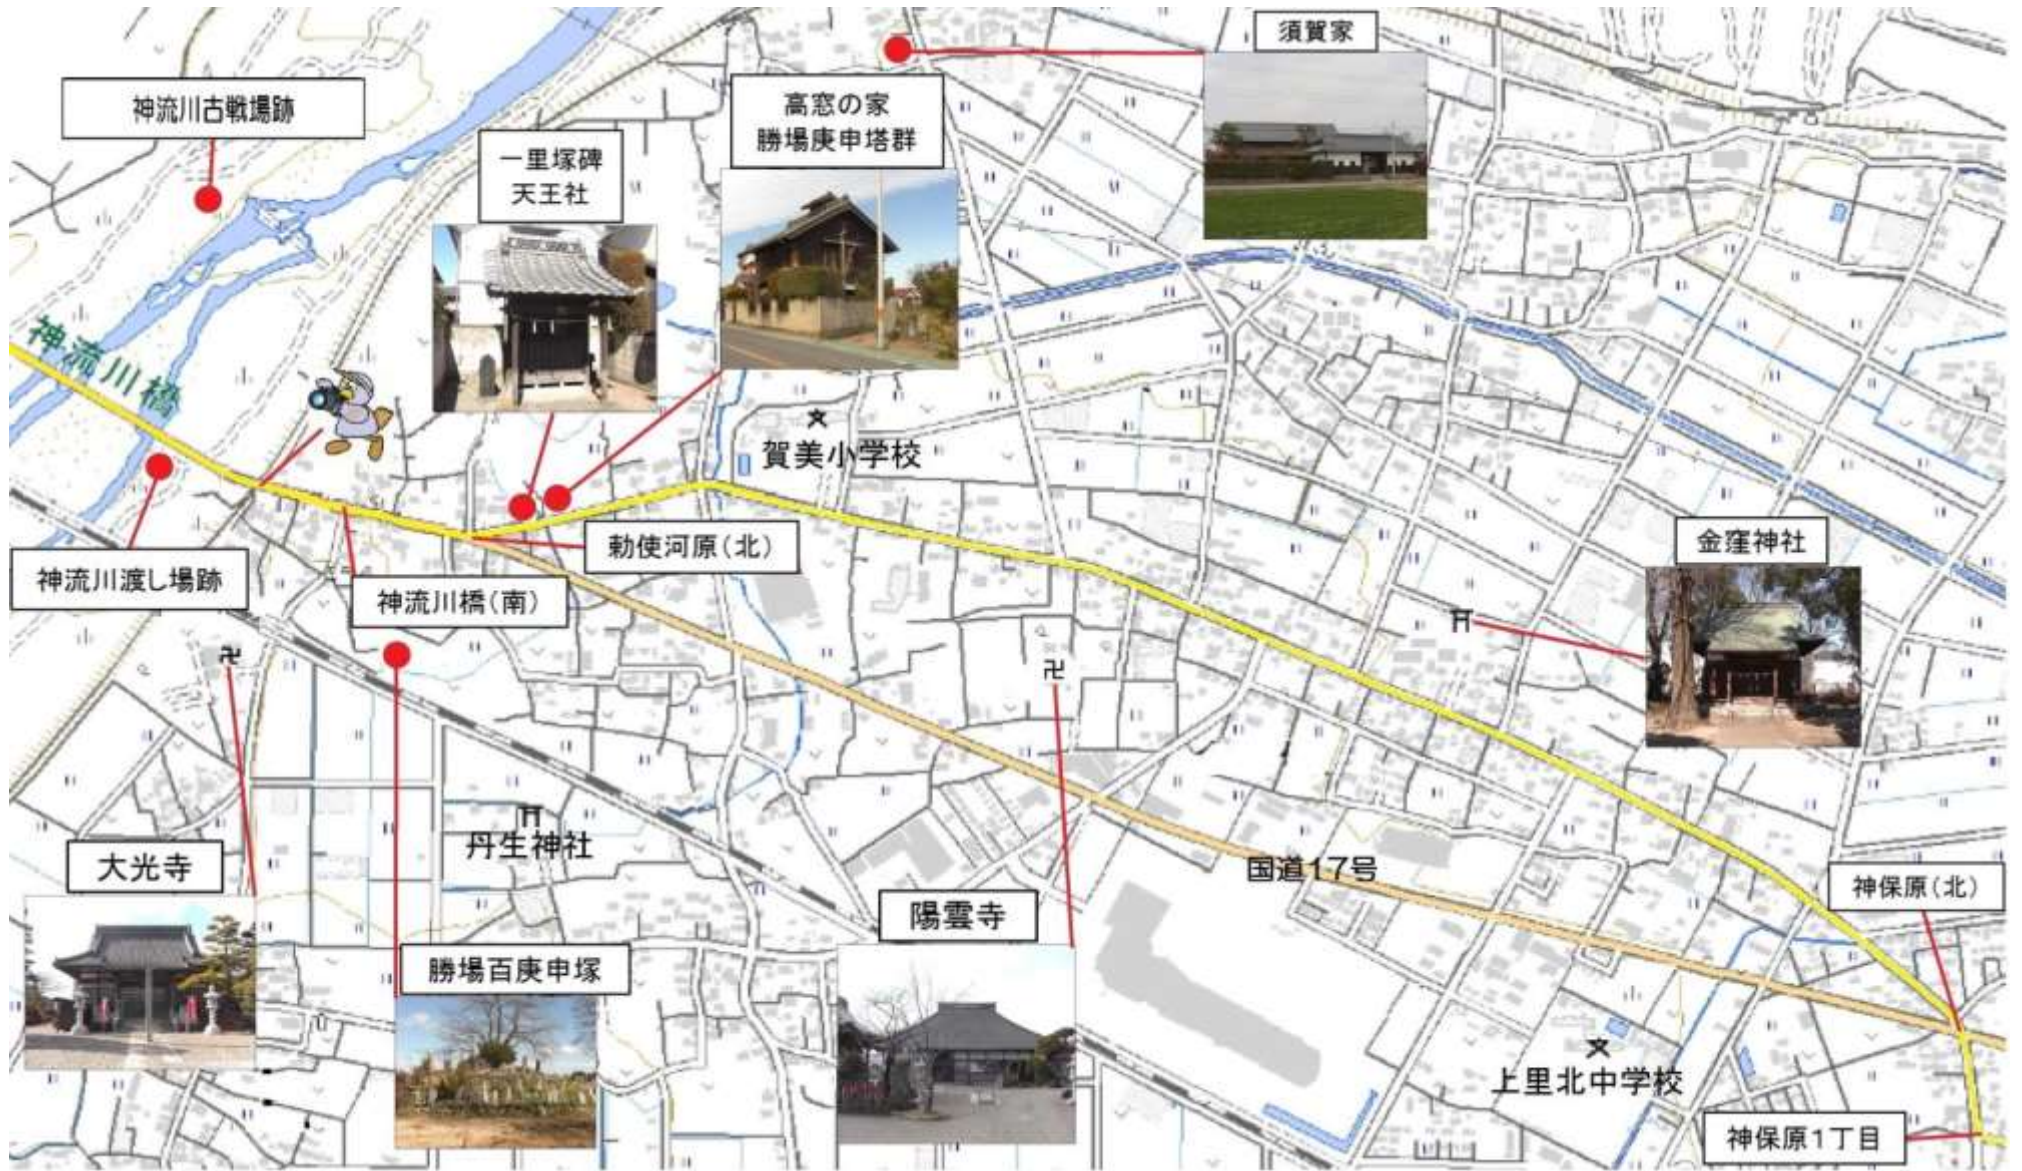 須賀家
神流川古戦場跡
高窓の家
勝場庚申塔群
一里塚碑
天王社
神流川橋
賀美小学校
金窪神社
勅使河原(北)
神流川渡し場跡
神流川橋(南)
丹生神社
大光寺
国道17号
神保原(北)
陽雲寺
勝場百庚申塚
上里北中学校
神保原1丁目